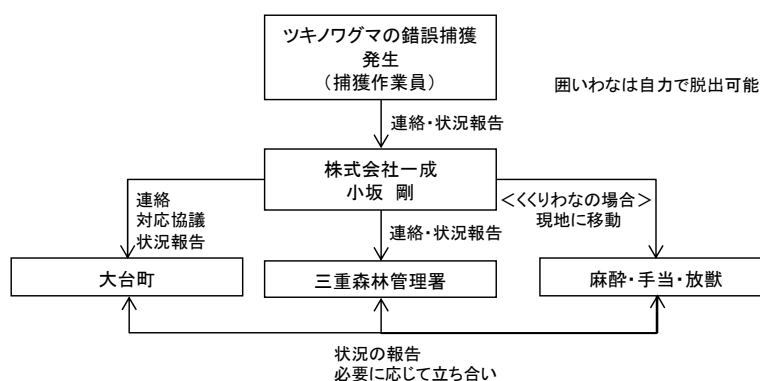 ツキノワグマの錯誤捕獲
発生
（捕獲作業員）
囲いわなは自力で脱出可能
連絡・状況報告
株式会社一成
小坂　剛
連絡
対応協議
状況報告
＜くくりわなの場合＞
現地に移動
連絡・状況報告
大台町
三重森林管理署
麻酔・手当・放獣
状況の報告
必要に応じて立ち合い